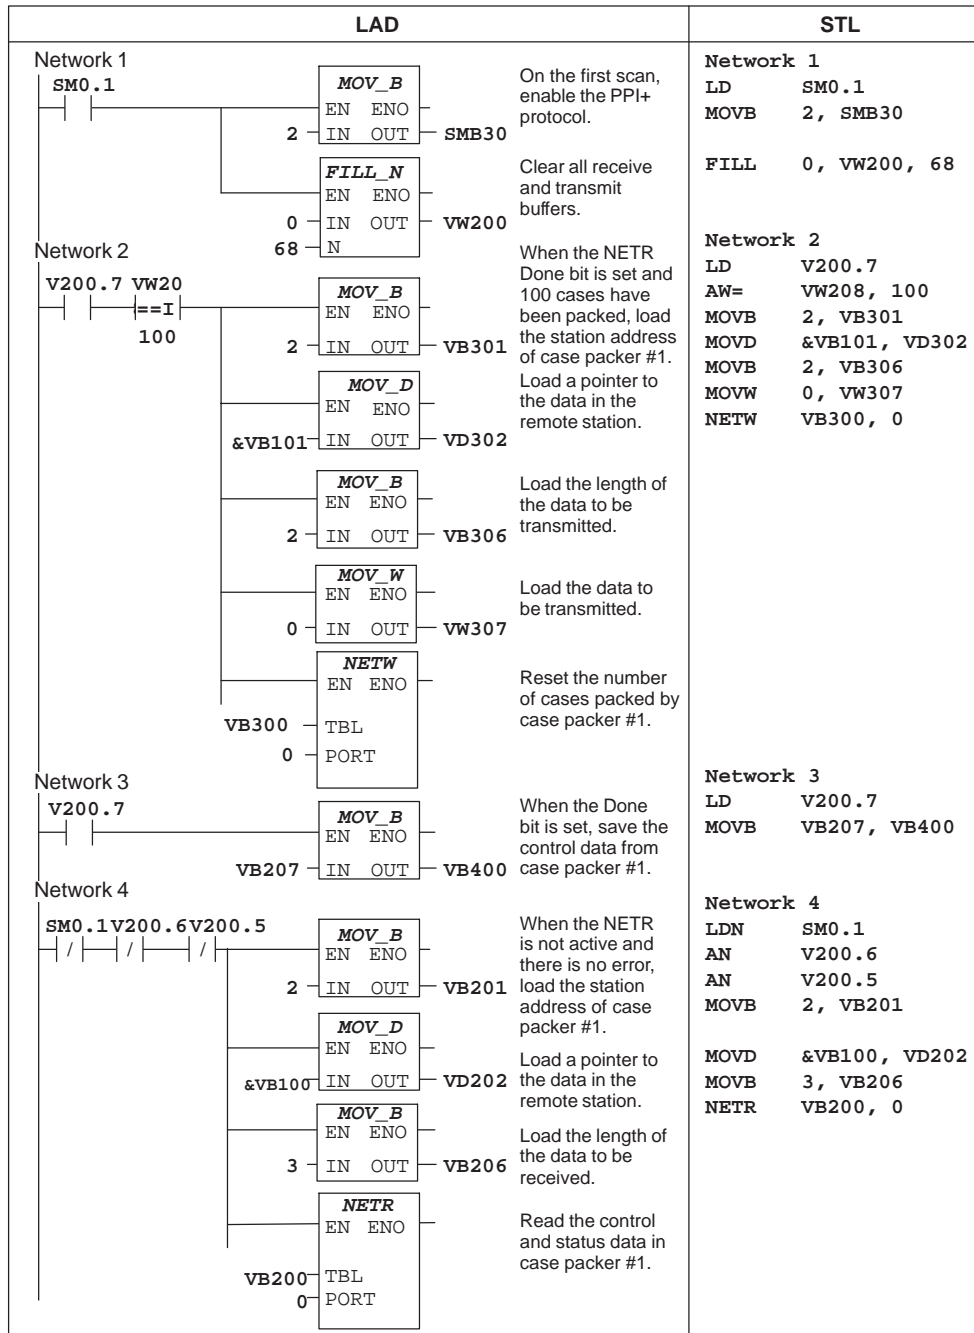 LAD
STL
Network 1
SM0.1
MOV_B
EN ENO
2 IN OUT SMB30
On the first scan,
enable the PPI+
protocol.
FILL_N
EN ENO
0 IN OUT VW200
68 N
Clear all receive
and transmit
buffers.
Network 1
LD SM0.1
MOVB 2, SMB30
FILL 0, VW200, 68
Network 2
V200.7 VW20
==I
100
MOV_B
EN ENO
2 IN OUT VB301
When the NETR
Done bit is set and
100 cases have
been packed, load
the station address
of case packer #1.
MOV_D
EN ENO
&VB101 IN OUT VD302
Load a pointer to
the data in the
remote station.
MOV_B
EN ENO
2 IN OUT VB306
Load the length of
the data to be
transmitted.
MOV_W
EN ENO
0 IN OUT VW307
Load the data to
be transmitted.
NETW
EN ENO
VB300 TBL
0 PORT
Reset the number
of cases packed by
case packer #1.
Network 2
LD V200.7
AW= VW208, 100
MOVB 2, VB301
MOVD &VB101, VD302
MOVB 2, VB306
MOVW 0, VW307
NETW VB300, 0
Network 3
V200.7
MOV_B
EN ENO
VB207 IN OUT VB400
When the Done
bit is set, save the
control data from
case packer #1.
Network 3
LD V200.7
MOVB VB207, VB400
Network 4
SM0.1 V200.6 V200.5
/ / /
MOV_B
EN ENO
2 IN OUT VB201
When the NETR
is not active and
there is no error,
load the station
address of case
packer #1.
MOV_D
EN ENO
&VB100 IN OUT VD202
Load a pointer to
the data in the
remote station.
MOV_B
EN ENO
3 IN OUT VB206
Load the length of
the data to be
received.
NETR
EN ENO
VB200 TBL
0 PORT
Read the control
and status data in
case packer #1.
Network 4
LDN SM0.1
AN V200.6
AN V200.5
MOVB 2, VB201
MOVD &VB100, VD202
MOVB 3, VB206
NETR VB200, 0